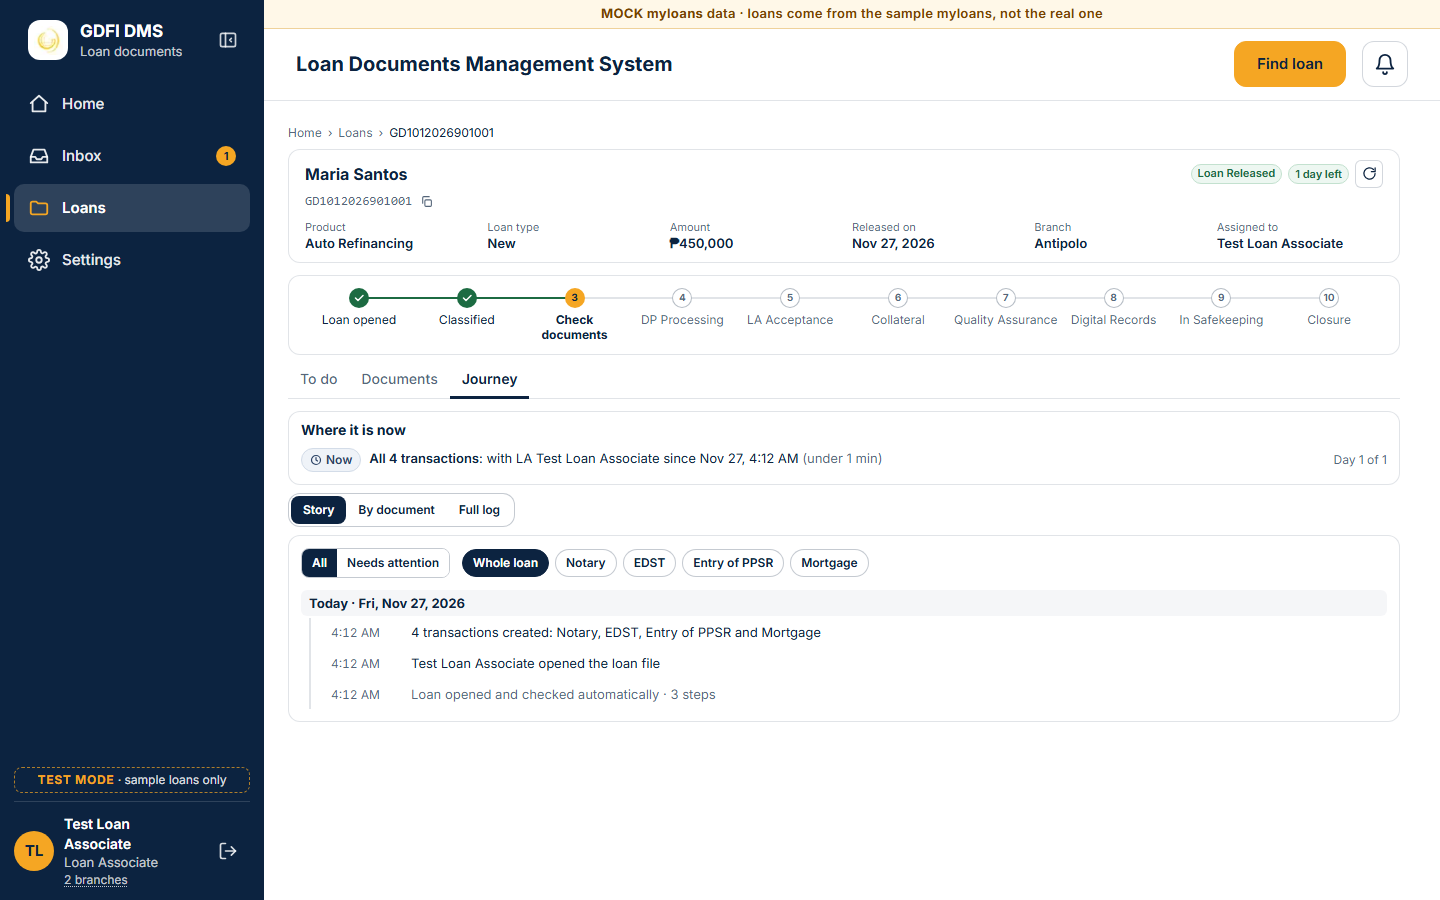 MOCK myloans data · loans come from the sample myloans, not the real one
GDFI DMS
Loan documents
Home
Inbox
1
Loans
Settings
TEST MODE · sample loans only
TL
Test Loan
Associate
Loan Associate
2 branches
Loan Documents Management System
Find loan
Home › Loans › GD1012026901001
Maria Santos
Loan Released
1 day left
GD1012026901001
Product
Loan type
Amount
Released on
Branch
Assigned to
Auto Refinancing
New
₱450,000
Nov 27, 2026
Antipolo
Test Loan Associate
3
4
5
6
7
8
9
10
Loan opened
Classified
Check
documents
DP Processing
LA Acceptance
Collateral
Quality Assurance
Digital Records
In Safekeeping
Closure
To do
Documents
Journey
Where it is now
Now
All 4 transactions: with LA Test Loan Associate since Nov 27, 4:12 AM (under 1 min)
Day 1 of 1
Story
By document
Full log
All
Needs attention
Whole loan
Notary
EDST
Entry of PPSR
Mortgage
Today · Fri, Nov 27, 2026
4:12 AM 4 transactions created: Notary, EDST, Entry of PPSR and Mortgage
4:12 AM Test Loan Associate opened the loan file
4:12 AM Loan opened and checked automatically · 3 steps